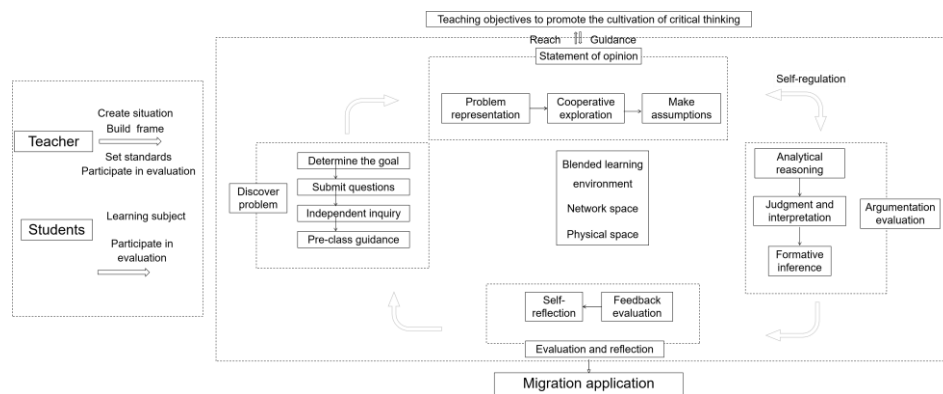 Teaching objectives to promote the cultivation of critical thinking
Reach
Guidance
Statement of opinion
Problem
representation
Cooperative
exploration
Make
assumptions
Self-regulation
Create situation
Build frame
Teacher
Set standards
Participate in evaluation
Students
Learning subject
Participate in
evaluation
Discover
problem
Determine the goal
Submit questions
Independent inquiry
Pre-class guidance
Blended learning
environment
Network space
Physical space
Analytical
reasoning
Judgment and
interpretation
Formative
inference
Argumentation
evaluation
Self-
reflection
Feedback
evaluation
Evaluation and reflection
Migration application